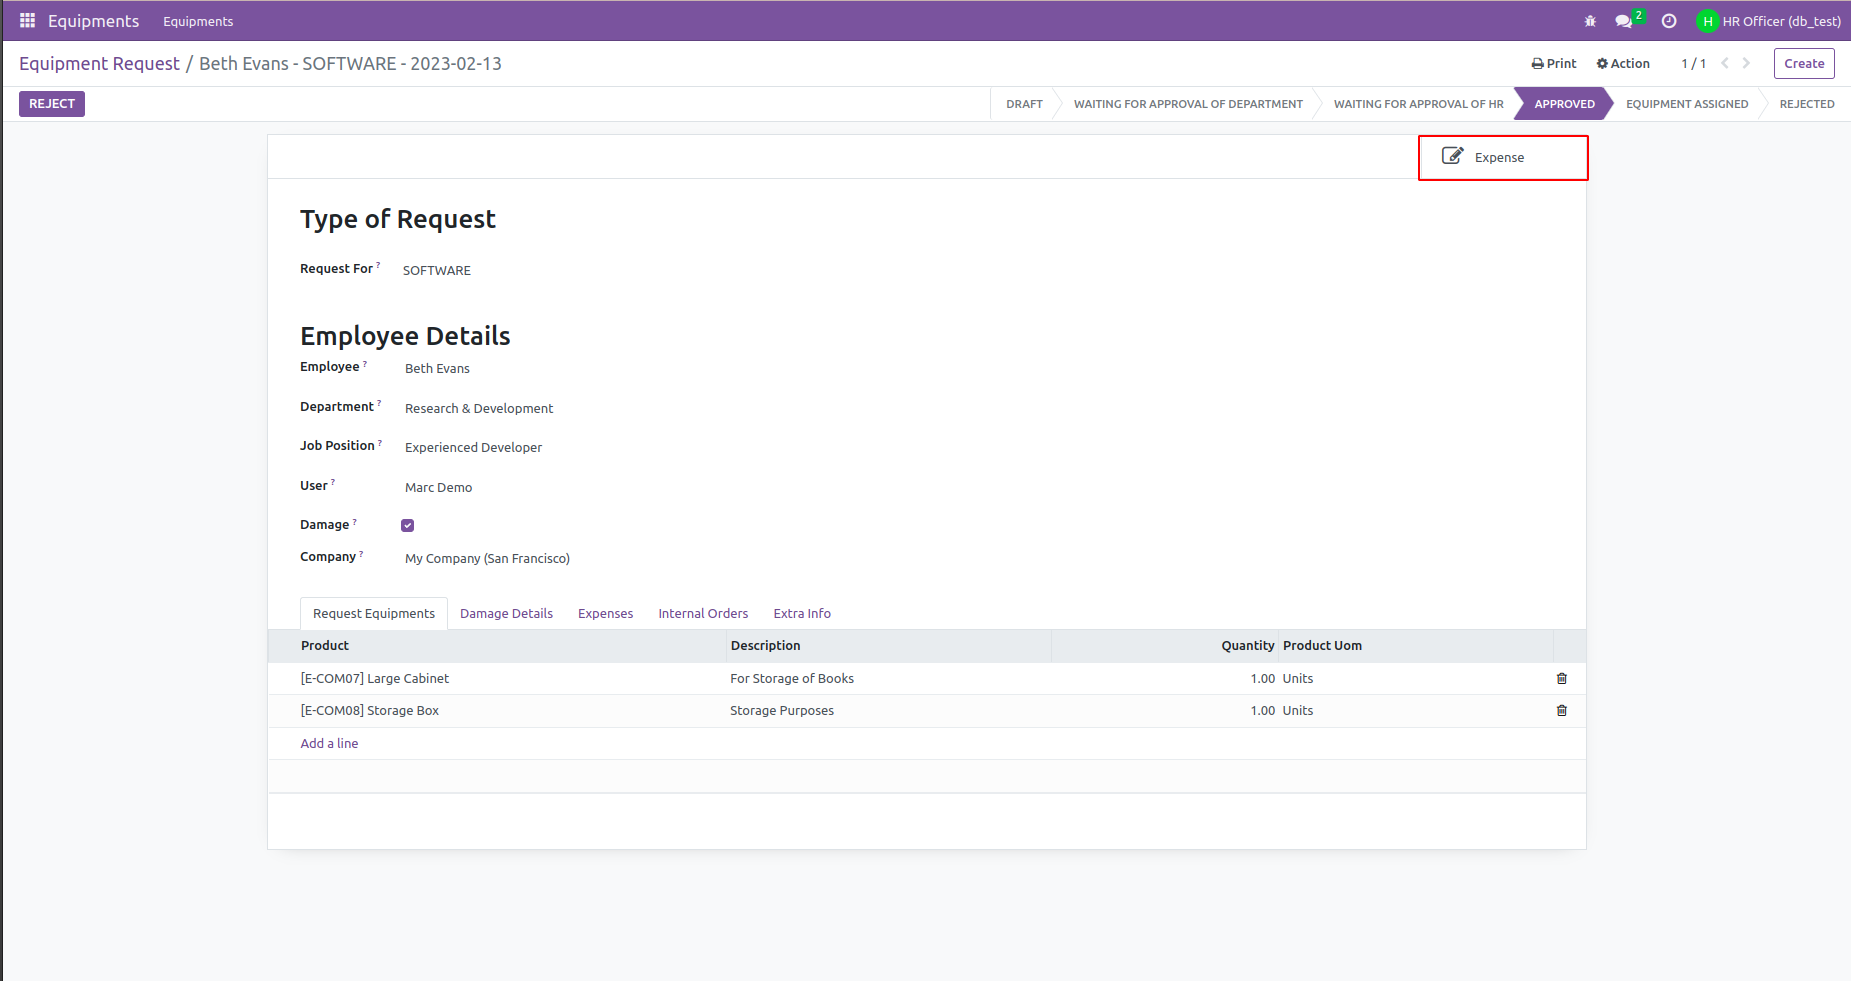 Equipments Equipments 2 H HR Officer (db_test)
Equipment Request / Beth Evans - SOFTWARE - 2023-02-13 Print Action 1 / 1 Create
REJECT DRAFT WAITING FOR APPROVAL OF DEPARTMENT WAITING FOR APPROVAL OF HR APPROVED EQUIPMENT ASSIGNED REJECTED
Expense
Type of Request
Request For ? SOFTWARE
Employee Details
Employee ? Beth Evans
Department ? Research & Development
Job Position ? Experienced Developer
User ? Marc Demo
Damage ?
Company ? My Company (San Francisco)
Request Equipments Damage Details Expenses Internal Orders Extra Info
Product Description Quantity Product Uom
[E-COM07] Large Cabinet For Storage of Books 1.00 Units
[E-COM08] Storage Box Storage Purposes 1.00 Units
Add a line